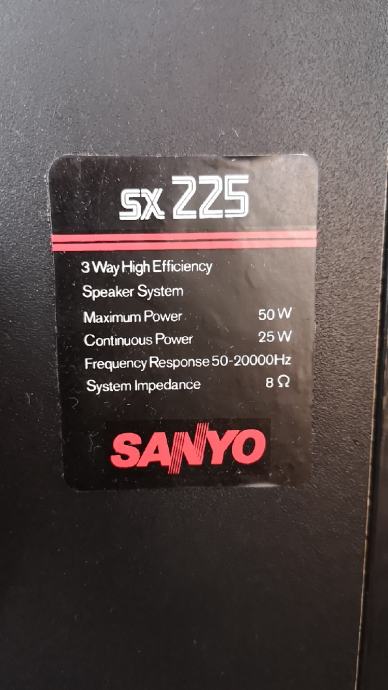 SX 225
3 Way High Efficiency
Speaker System
Maximum Power 50 W
Continuous Power 25 W
Frequency Response 50-20000Hz
System Impedance 8 Ω
SANYO